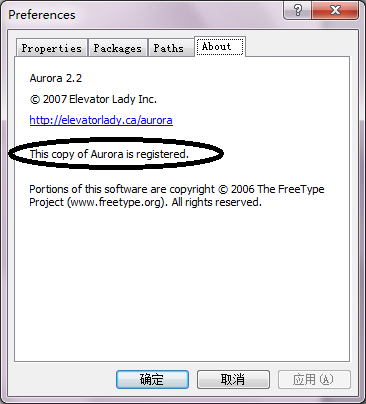 Preferences
Properties
Packages
Paths
About
Aurora 2.2
© 2007 Elevator Lady Inc.
http://elevatorlady.ca/aurora
This copy of Aurora is registered.
Portions of this software are copyright © 2006 The FreeType
Project (www.freetype.org). All rights reserved.
确定
取消
应用(A)